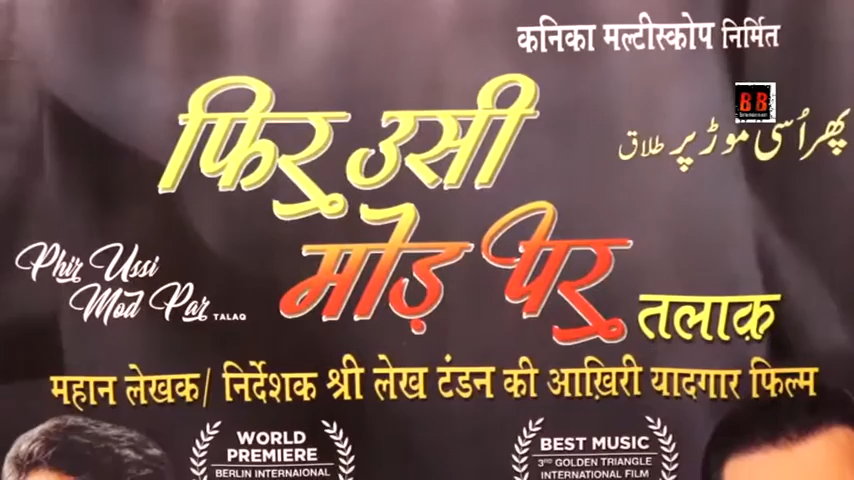 कनिका मल्टीस्कोप निर्मित
BB
फिर उसी
پھر اُسی موڑ پر طلاق
मोड़ पर
Phir Ussi
Mod Par TALAQ
तलाक़
महान लेखक/ निर्देशक श्री लेख टंडन की आख़िरी यादगार फिल्म
WORLD
PREMIERE
BERLIN INTERNAIONAL
BEST MUSIC
3RD GOLDEN TRIANGLE
INTERNATIONAL FILM